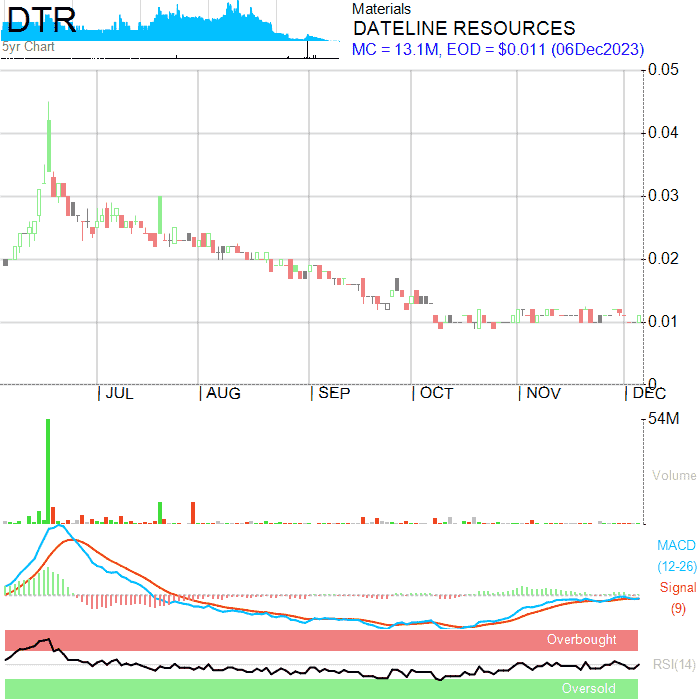 DTR
5yr Chart
Materials
DATELINE RESOURCES
MC = 13.1M, EOD = $0.011 (06Dec2023)
0.05
0.04
0.03
0.02
0.01
0
JUL AUG SEP OCT NOV DEC
54M
Volume
MACD
(12-26)
Signal
(9)
Overbought
RSI(14)
Oversold